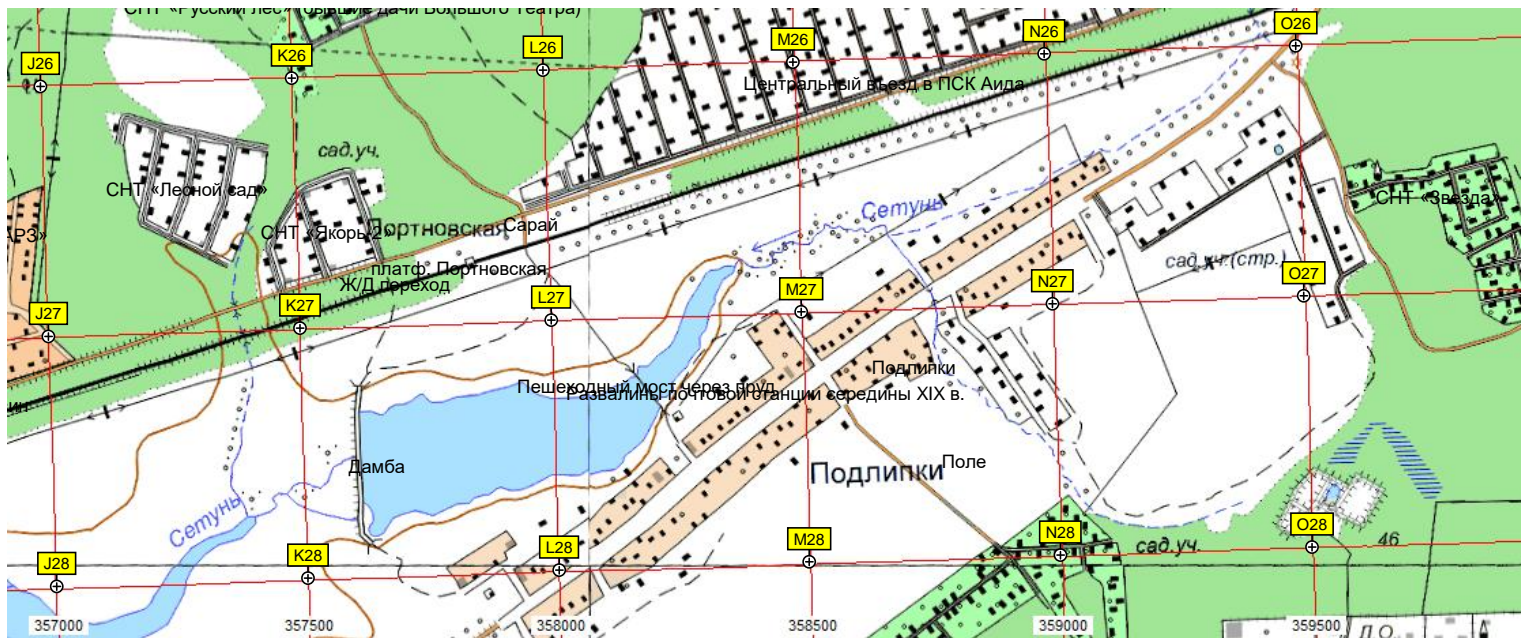 СНТ «Русский лес» (бывшие дачи Большого Театра)
J26
K26
L26
M26
N26
O26
Центральный въезд в ПСК Аида
сад.уч.
СНТ «Лесной сад»
СНТ «Якорь-2»
Портновская
Сарай
Сетунь
СНТ «Звезда»
АРЗ»
платф. Портновская
Ж/Д переход
сад.уч.(стр.)
J27
K27
L27
M27
N27
O27
Подлипки
Пешеходный мост через пруд
Развалины почтовой станции середины XIX в.
Дамба
Подлипки
Поле
Сетунь
J28
K28
L28
M28
N28
O28
сад.уч.
46
357000
357500
358000
358500
359000
359500
Л.О.